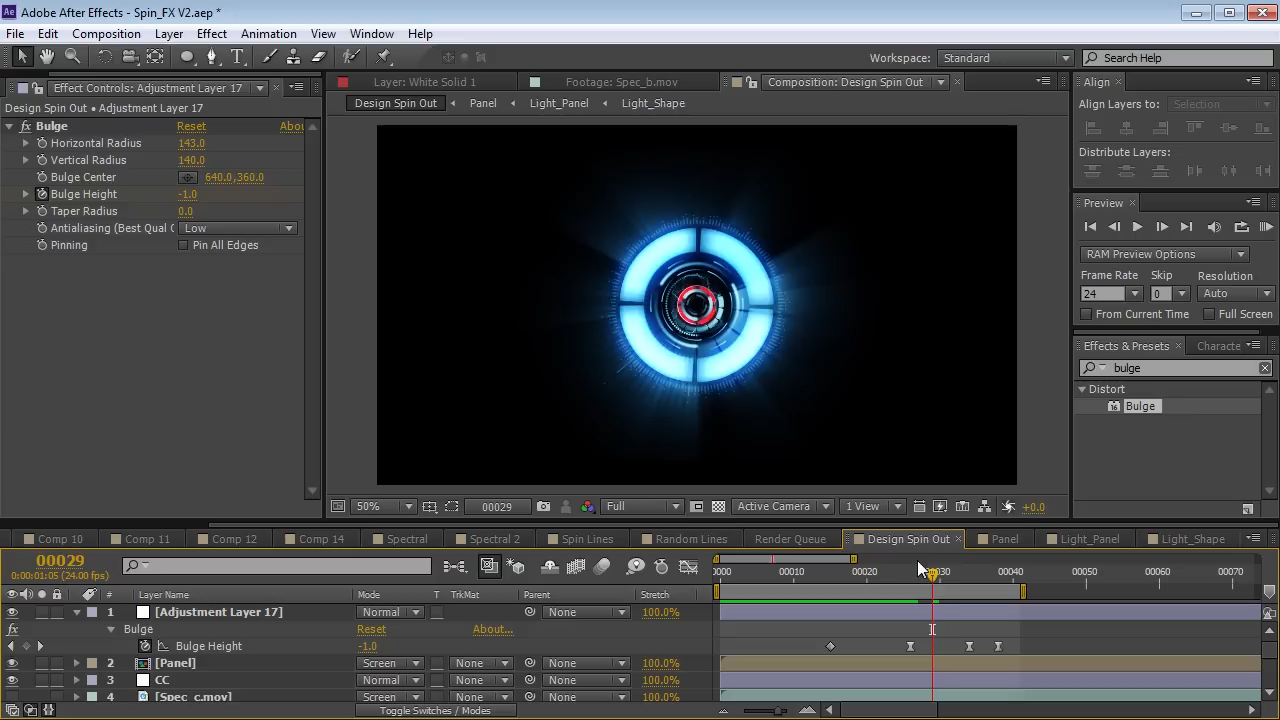 Adobe After Effects - Spin_FX V2.aep *
File Edit Composition Layer Effect Animation View Window Help
Workspace: Standard Search Help
Effect Controls: Adjustment Layer 17
Layer: White Solid 1
Footage: Spec_b.mov
Composition: Design Spin Out
Align
Design Spin Out • Adjustment Layer 17
Design Spin Out Panel Light_Panel Light_Shape
Align Layers to: Selection
fx Bulge Reset Abou
Horizontal Radius 143.0
Vertical Radius 140.0
Bulge Center 640.0,360.0
Bulge Height -1.0
Taper Radius 0.0
Antialiasing (Best Qual ( Low
Pinning Pin All Edges
Distribute Layers:
Preview
RAM Preview Options
Frame Rate Skip Resolution
24 0 Auto
From Current Time Full Screen
Effects & Presets Characte
bulge
Distort
16 Bulge
50% 00029 Full Active Camera 1 View +0.0
Comp 10 Comp 11 Comp 12 Comp 14 Spectral Comp 2 Spin Lines Random Lines Render Queue Design Spin Out Panel Light_Panel Light_Shape
00029
0:00:01:05 (24.00 fps)
0000 00010 00020 00030 00040 00050 00060 00070
# Layer Name Mode T TrkMat Parent Stretch
1 [Adjustment Layer 17] Normal None 100.0%
fx Bulge Reset About...
Bulge Height -1.0
2 [Panel] Screen None None 100.0%
3 CC Normal None None 100.0%
4 [Spec_c.mov] Screen None None 100.0%
Toggle Switches / Modes